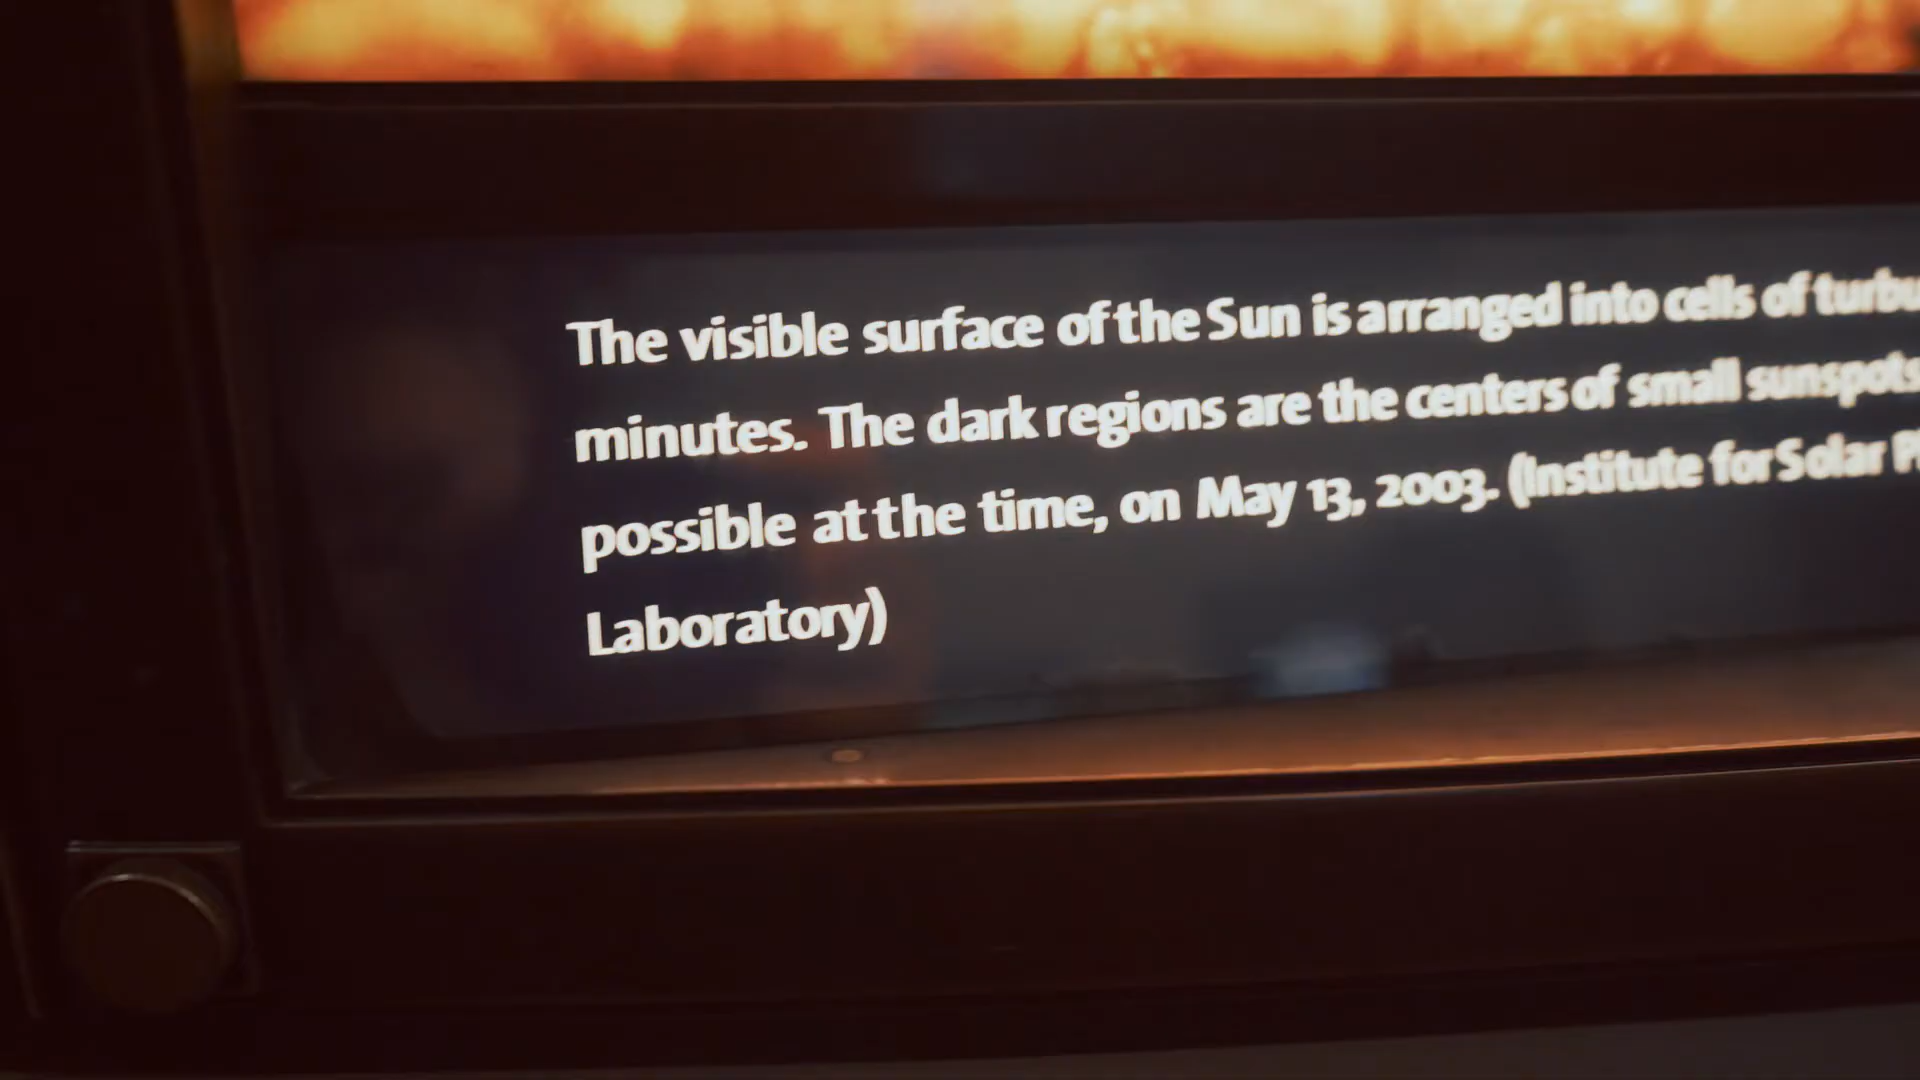 The visible surface of the Sun is arranged into cells of
minutes. The dark regions are the centers of small sunspots
possible at the time, on May 13, 2003. (Institute for Solar
Laboratory)